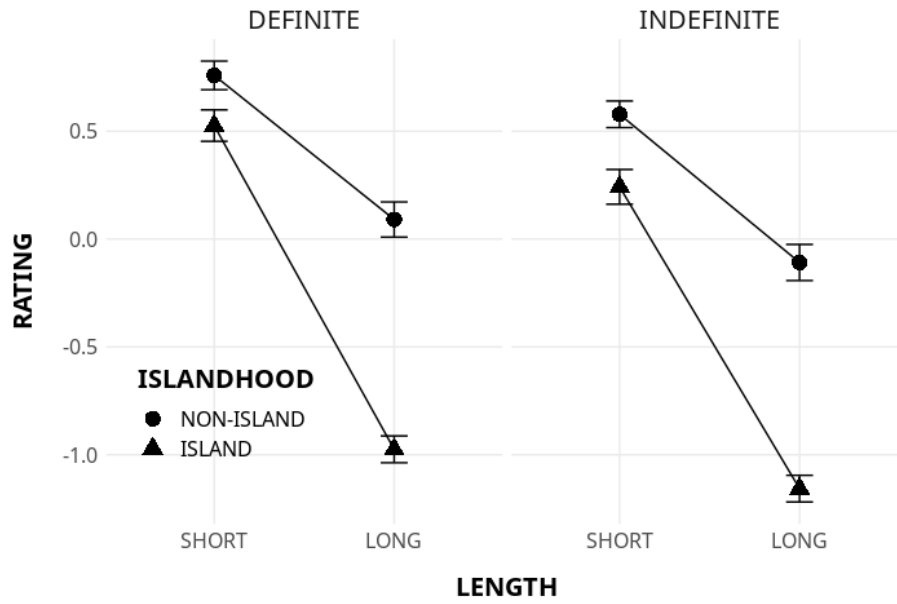 DEFINITE
INDEFINITE
RATING
0.5
0.0
-0.5
-1.0
ISLANDHOOD
NON-ISLAND
ISLAND
SHORT
LONG
SHORT
LONG
LENGTH